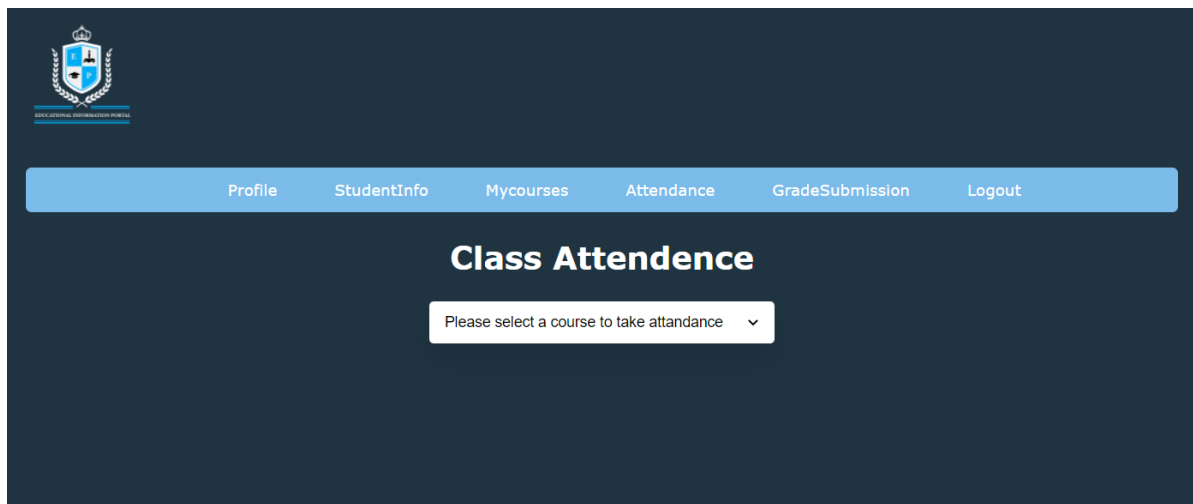 E
P
EDUCATIONAL INFORMATION PORTAL
Profile StudentInfo Mycourses Attendance GradeSubmission Logout
Class Attendence
Please select a course to take attandance